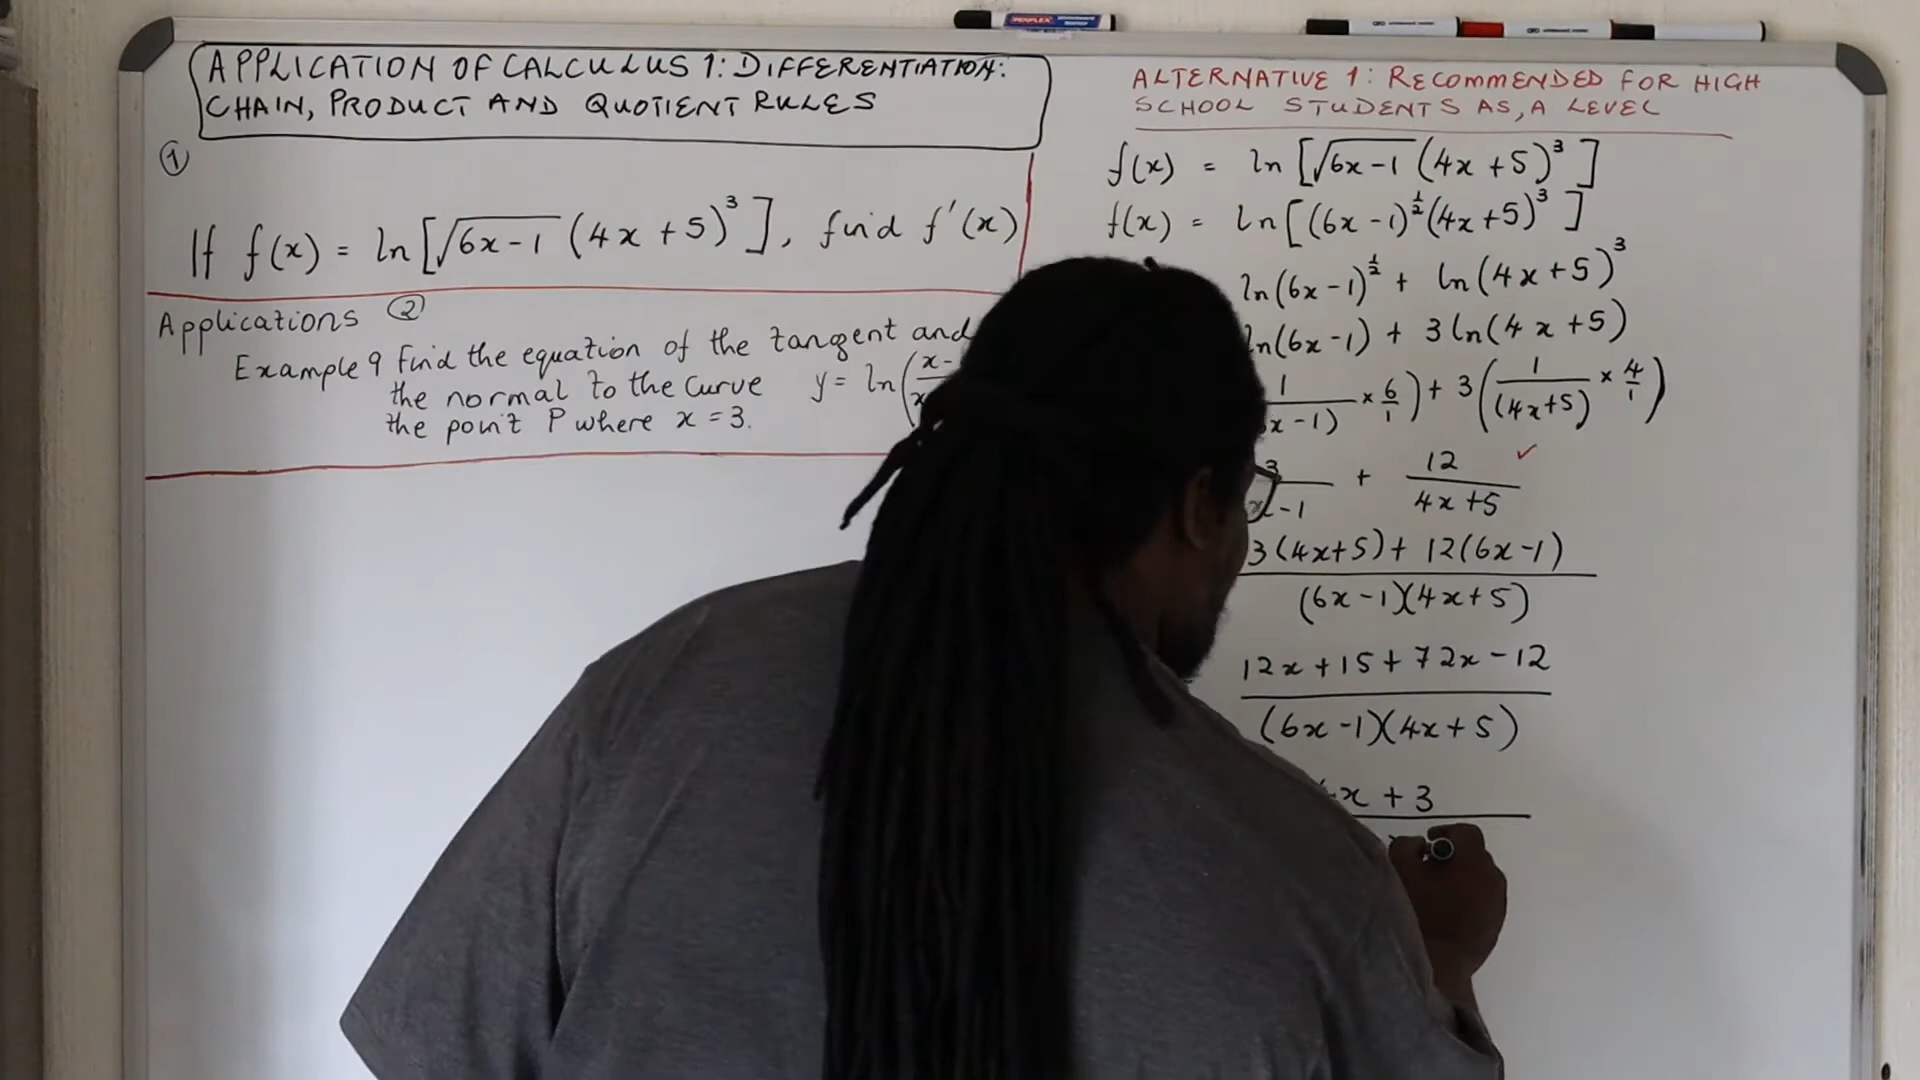 APPLICATION OF CALCULUS 1: DIFFERENTIATION:
CHAIN, PRODUCT AND QUOTIENT RULES
①
If f(x) = ln[√(6x-1) (4x+5)³], find f'(x)
Applications ②
Example 9 Find the equation of the tangent and
the normal to the curve y = ln(x-
the point P where x = 3.
ALTERNATIVE 1: RECOMMENDED FOR HIGH
SCHOOL STUDENTS AS, A LEVEL
f(x) = ln[√(6x-1) (4x+5)³]
f(x) = ln[(6x-1)^½ (4x+5)³]
ln(6x-1)^½ + ln(4x+5)³
ln(6x-1) + 3 ln(4x+5)
1/(x-1) × 6/1) + 3(1/(4x+5) × 4/1)
3/(x-1) + 12/(4x+5) ✓
3(4x+5) + 12(6x-1)
(6x-1)(4x+5)
12x + 15 + 72x - 12
(6x-1)(4x+5)
4x + 3